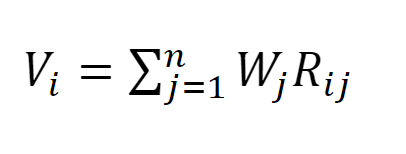 V_i = ∑_{j=1}^{n} W_j R_{ij}